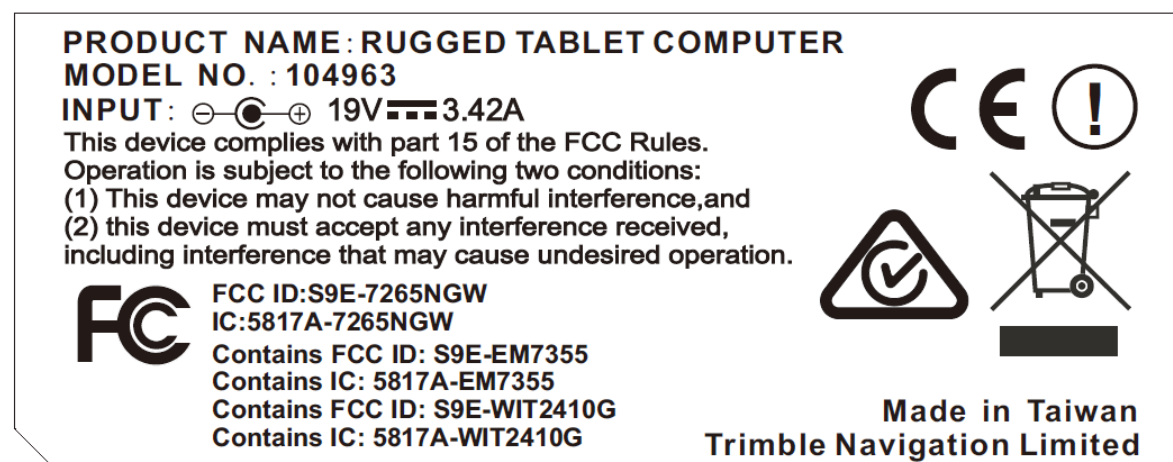 PRODUCT NAME: RUGGED TABLET COMPUTER
MODEL NO. : 104963
INPUT: 19V 3.42A
This device complies with part 15 of the FCC Rules.
Operation is subject to the following two conditions:
(1) This device may not cause harmful interference,and
(2) this device must accept any interference received,
including interference that may cause undesired operation.
FC
FCC ID:S9E-7265NGW
IC:5817A-7265NGW
Contains FCC ID: S9E-EM7355
Contains IC: 5817A-EM7355
Contains FCC ID: S9E-WIT2410G
Contains IC: 5817A-WIT2410G
CE
!
Made in Taiwan
Trimble Navigation Limited